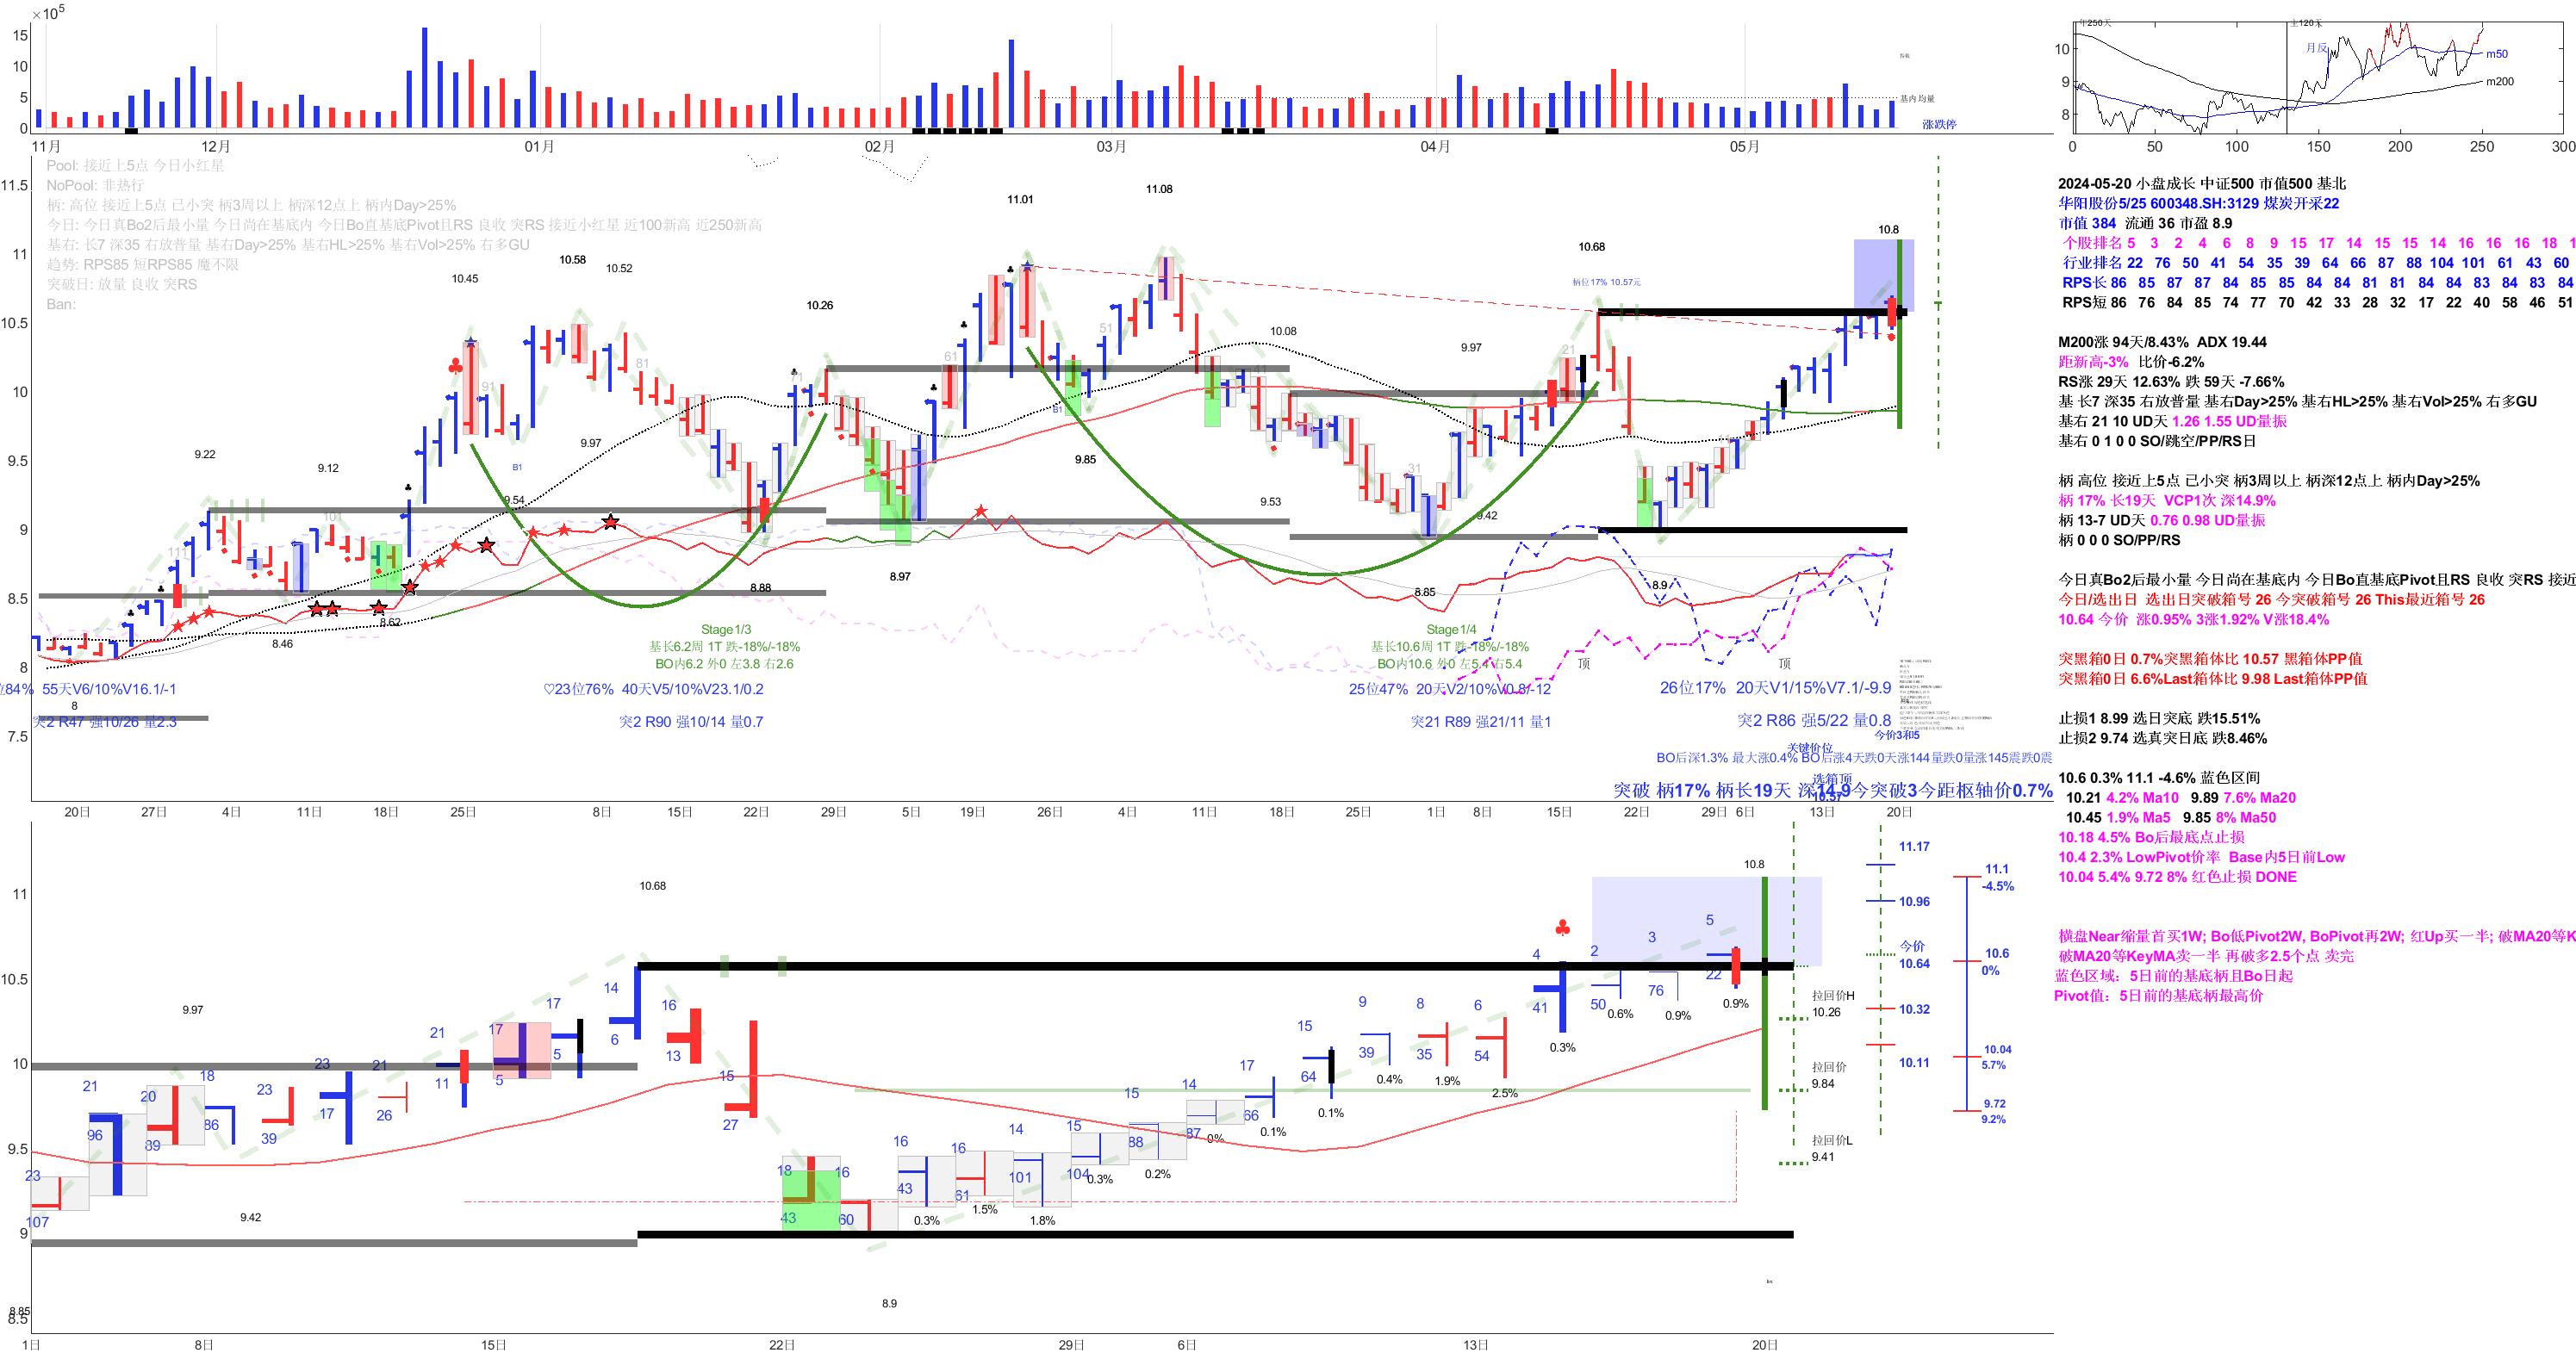 ×10⁵
15
10
5
0
11月 12月 01月 02月 03月 04月 05月
基内均量
涨跌停
年250天
上120天
月反
m50
m200
10
9
8
0 50 100 150 200 250 300
Pool: 接近上5点 今日小红星
NoPool: 非热行
柄: 高位 接近上5点 已小突 柄3周以上 柄深12点上 柄内Day>25%
今日: 今日真Bo2后最小量 今日尚在基底内 今日Bo直基底Pivot且RS 良收 突RS 接近小红星 近100新高 近250新高
基右: 长7 深35 右放普量 基右Day>25% 基右HL>25% 基右Vol>25% 右多GU
趋势: RPS85 短RPS85 魔不限
突破日: 放量 良收 突RS
Ban:
11.5
11
10.5
10
9.5
9
8.5
8
7.5
9.22
9.12
10.45
10.58
10.52
10.26
11.01
11.08
10.08
9.97
10.68
10.8
柄位17% 10.57元
111
101
91
81
71
61
51
41
31
21
B1
9.54
9.97
B1
9.85
9.53
9.42
8
8.46
8.62
8.88
8.97
8.85
8.9
Stage1/3
基长6.2周 1T 跌-18%/-18%
BO内6.2 外0 左3.8 右2.6
Stage1/4
基长10.6周 1T 跌-18%/-18%
BO内10.6 外0 左5.4 右5.4
顶
顶
位84% 55天V6/10%V16.1/-1
突2 R47 强10/26 量2.3
♡23位76% 40天V5/10%V23.1/0.2
突2 R90 强10/14 量0.7
25位47% 20天V2/10%V0.8/-12
突21 R89 强21/11 量1
26位17% 20天V1/15%V7.1/-9.9
突2 R86 强5/22 量0.8
今价3和5
关键价位
BO后深1.3% 最大涨0.4% BO后涨4天跌0天涨144量跌0量涨145震跌0震
选箱顶
10.57
突破 柄17% 柄长19天 深14.9今突破3今距枢轴价0.7%
20日 27日 4日 11日 18日 25日 8日 15日 22日 29日 5日 19日 26日 4日 11日 18日 25日 1日 8日 15日 22日 29日 6日 13日 20日
2024-05-20 小盘成长 中证500 市值500 基北
华阳股份5/25 600348.SH:3129 煤炭开采22
市值 384 流通 36 市盈 8.9
个股排名 5 3 2 4 6 8 9 15 17 14 15 15 14 16 16 16 18 1
行业排名 22 76 50 41 54 35 39 64 66 87 88 104 101 61 43 60
RPS长 86 85 87 87 84 85 85 84 84 81 81 84 84 83 84 83 84
RPS短 86 76 84 85 74 77 70 42 33 28 32 17 22 40 58 46 51
M200涨 94天/8.43% ADX 19.44
距新高-3% 比价-6.2%
RS涨 29天 12.63% 跌 59天 -7.66%
基 长7 深35 右放普量 基右Day>25% 基右HL>25% 基右Vol>25% 右多GU
基右 21 10 UD天 1.26 1.55 UD量振
基右 0 1 0 0 SO/跳空/PP/RS日
柄 高位 接近上5点 已小突 柄3周以上 柄深12点上 柄内Day>25%
柄 17% 长19天 VCP1次 深14.9%
柄 13-7 UD天 0.76 0.98 UD量振
柄 0 0 0 SO/PP/RS
今日真Bo2后最小量 今日尚在基底内 今日Bo直基底Pivot且RS 良收 突RS 接近
今日/选出日 选出日突破箱号 26 今突破箱号 26 This最近箱号 26
10.64 今价 涨0.95% 3涨1.92% V涨18.4%
突黑箱0日 0.7%突黑箱体比 10.57 黑箱体PP值
突黑箱0日 6.6%Last箱体比 9.98 Last箱体PP值
止损1 8.99 选日突底 跌15.51%
止损2 9.74 选真突日底 跌8.46%
10.6 0.3% 11.1 -4.6% 蓝色区间
10.21 4.2% Ma10 9.89 7.6% Ma20
10.45 1.9% Ma5 9.85 8% Ma50
10.18 4.5% Bo后最底点止损
10.4 2.3% LowPivot价率 Base内5日前Low
10.04 5.4% 9.72 8% 红色止损 DONE
横盘Near缩量首买1W; Bo低Pivot2W, BoPivot再2W; 红Up买一半; 破MA20等K
破MA20等KeyMA卖一半 再破多2.5个点 卖完
蓝色区域: 5日前的基底柄且Bo日起
Pivot值: 5日前的基底柄最高价
11
10.5
10
9.5
9
8.85
8.5
9.97
9.42
10.68
8.9
10.8
23
107
21
96
20
39
18
86
23
39
23
17
21
26
21
11
17
5
17
5
14
6
16
13
15
27
18
43
16
60
16
43
0.3%
16
61
1.5%
14
101
1.8%
15
104
0.3%
15
88
0.2%
14
87
0%
17
66
0.1%
15
64
0.1%
9
39
0.4%
8
35
1.9%
6
54
2.5%
4
41
0.3%
2
50
0.6%
3
76
0.9%
5
22
0.9%
拉回价H
10.26
拉回价
9.84
拉回价L
9.41
11.17
10.96
今价
10.64
10.32
10.11
11.1
-4.5%
10.6
0%
10.04
5.7%
9.72
9.2%
1日 8日 15日 22日 29日 6日 13日 20日